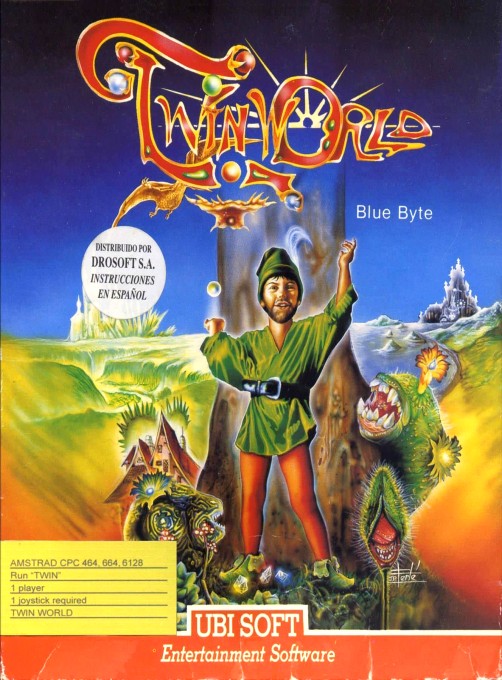 TWINWORLD
Blue Byte
DISTRIBUIDO POR
DROSOFT S.A.
INSTRUCCIONES
EN ESPAÑOL
AMSTRAD CPC 464, 664, 6128
Run "TWIN"
1 player
1 joystick required
TWIN WORLD
UBI SOFT
Entertainment Software